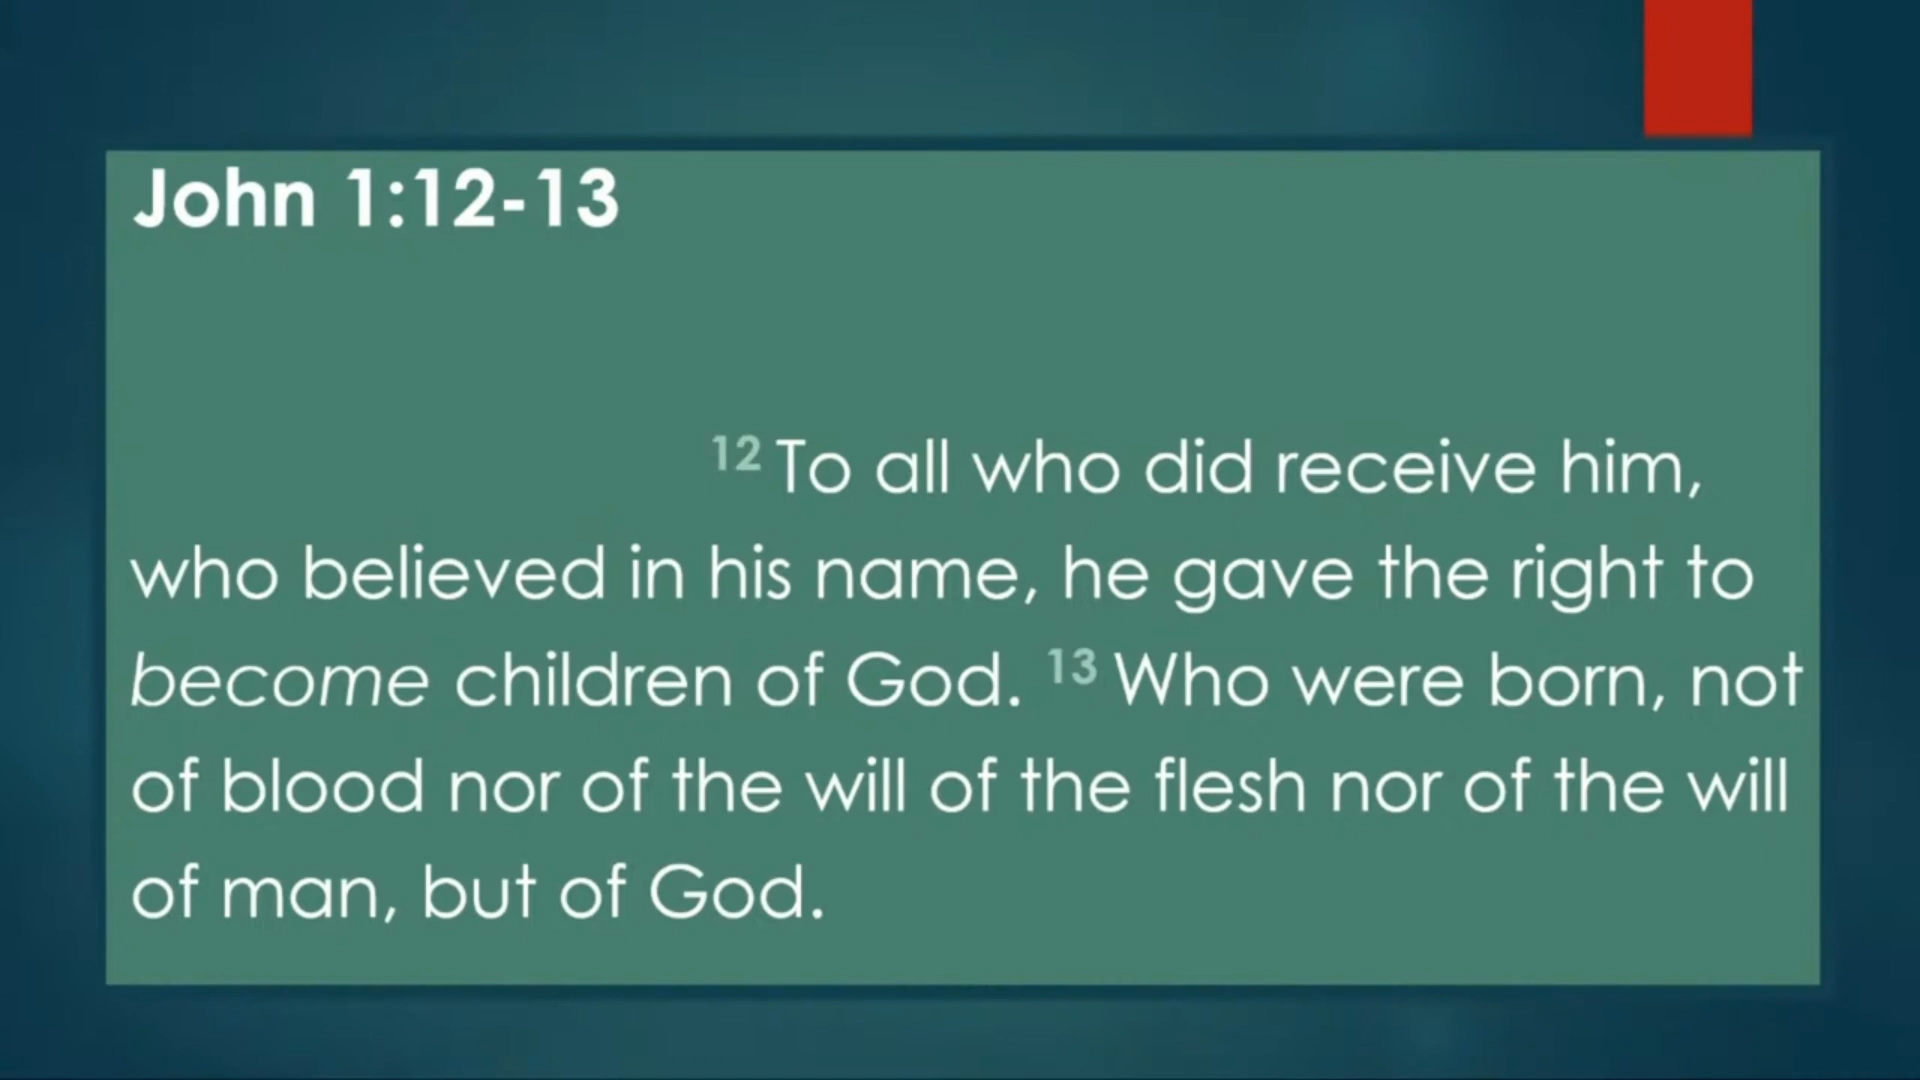 John 1:12-13
12 To all who did receive him,
who believed in his name, he gave the right to
become children of God. 13 Who were born, not
of blood nor of the will of the flesh nor of the will
of man, but of God.